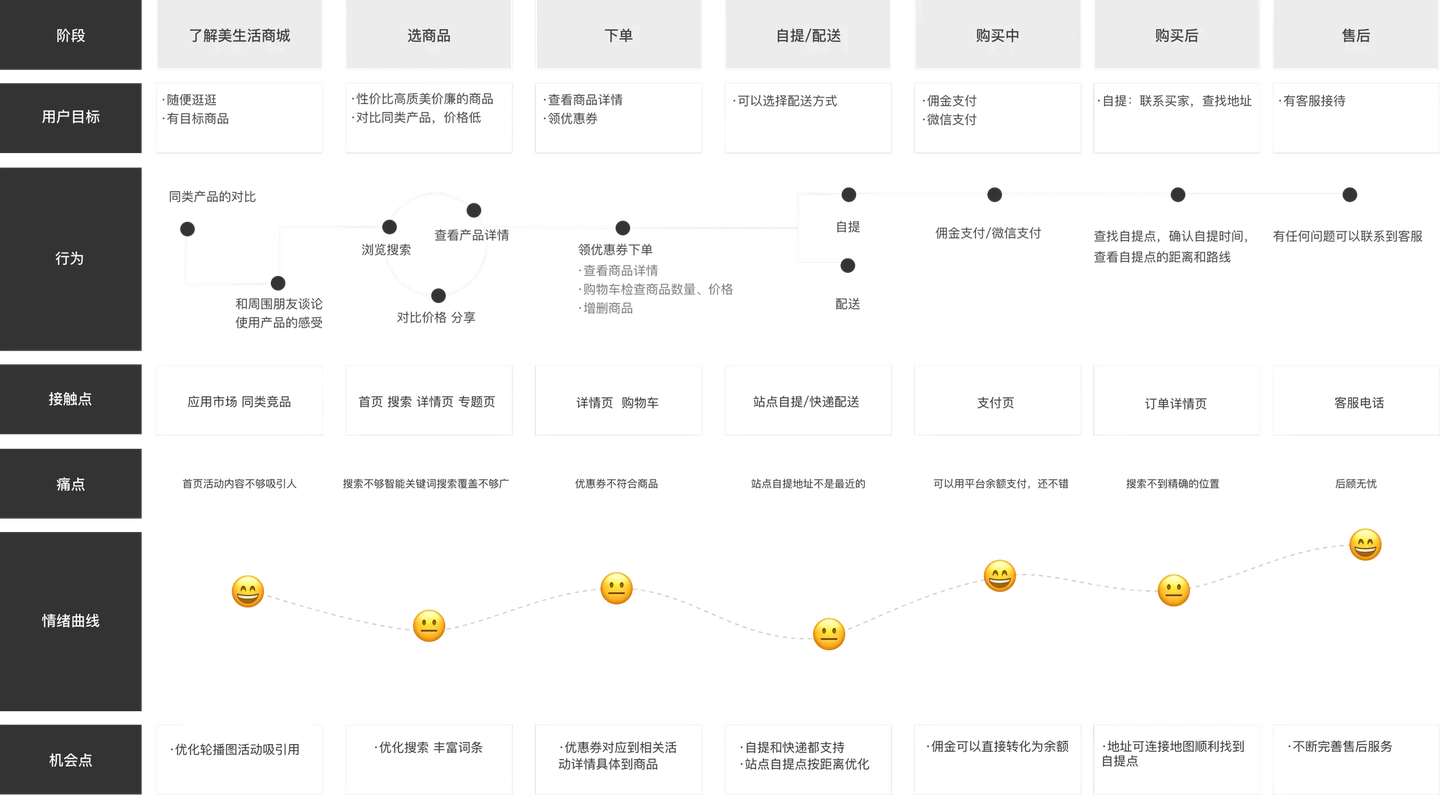 阶段
了解美生活商城
选商品
下单
自提/配送
购买中
购买后
售后
用户目标
·随便逛逛
·有目标商品
·性价比高质美价廉的商品
·对比同类产品，价格低
·查看商品详情
·领优惠券
·可以选择配送方式
·佣金支付
·微信支付
·自提：联系买家，查找地址
·有客服接待
行为
同类产品的对比
和周围朋友谈论
使用产品的感受
浏览搜索
查看产品详情
对比价格 分享
领优惠券下单
·查看商品详情
·购物车检查商品数量、价格
·增删商品
自提
配送
佣金支付/微信支付
查找自提点，确认自提时间，
查看自提点的距离和路线
有任何问题可以联系到客服
接触点
应用市场 同类竞品
首页 搜索 详情页 专题页
详情页 购物车
站点自提/快递配送
支付页
订单详情页
客服电话
痛点
首页活动内容不够吸引人
搜索不够智能关键词搜索覆盖不够广
优惠券不符合商品
站点自提地址不是最近的
可以用平台余额支付，还不错
搜索不到精确的位置
后顾无忧
情绪曲线
机会点
·优化轮播图活动吸引用
·优化搜索 丰富词条
·优惠券对应到相关活
动详情具体到商品
·自提和快递都支持
·站点自提点按距离优化
·佣金可以直接转化为余额
·地址可连接地图顺利找到
自提点
·不断完善售后服务